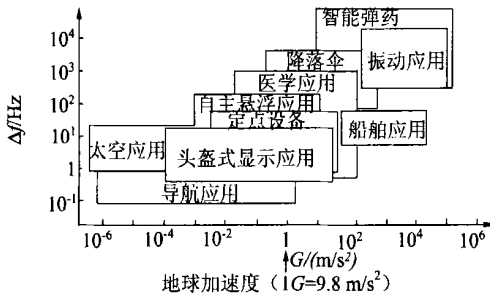 智能弹药
10⁴
降落伞
振动应用
10³
医学应用
10²
自主悬浮应用
定点设备
船舶应用
10
太空应用
头盔式显示应用
1
导航应用
10⁻¹
Δf/Hz
10⁻⁶
10⁻⁴
10⁻²
1
10²
10⁴
10⁶
G/(m/s²)
地球加速度（1G=9.8 m/s²）